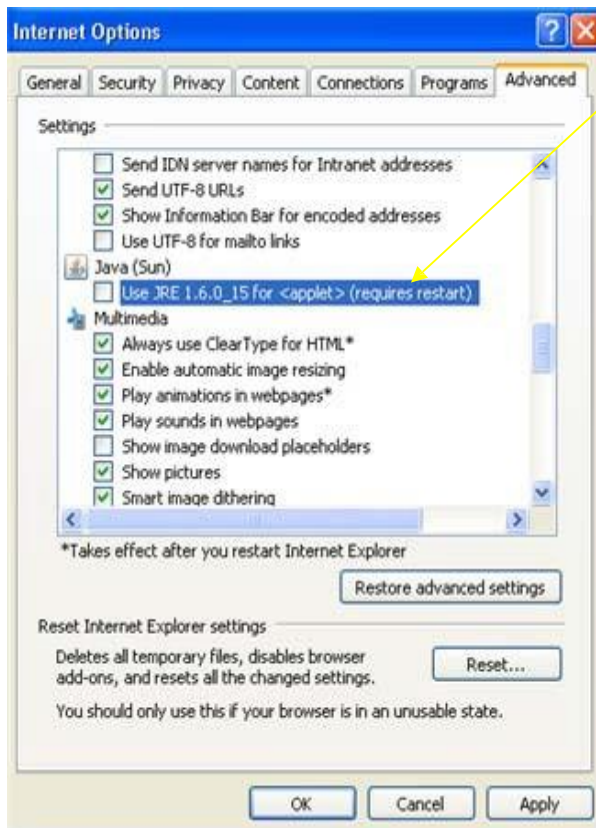 Internet Options
General Security Privacy Content Connections Programs Advanced
Settings
Send IDN server names for Intranet addresses
Send UTF-8 URLs
Show Information Bar for encoded addresses
Use UTF-8 for mailto links
Java (Sun)
Use JRE 1.6.0_15 for <applet> (requires restart)
Multimedia
Always use ClearType for HTML*
Enable automatic image resizing
Play animations in webpages*
Play sounds in webpages
Show image download placeholders
Show pictures
Smart image dithering
*Takes effect after you restart Internet Explorer
Restore advanced settings
Reset Internet Explorer settings
Deletes all temporary files, disables browser
add-ons, and resets all the changed settings.
Reset...
You should only use this if your browser is in an unusable state.
OK Cancel Apply